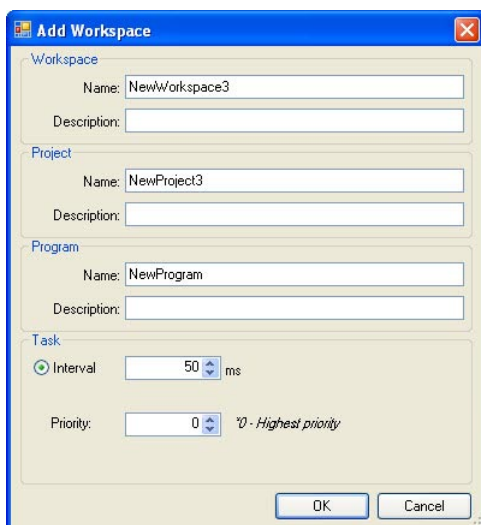 Add Workspace
Workspace
Name: NewWorkspace3
Description:
Project
Name: NewProject3
Description:
Program
Name: NewProgram
Description:
Task
Interval 50 ms
Priority: 0 *0 - Highest priority
OK Cancel